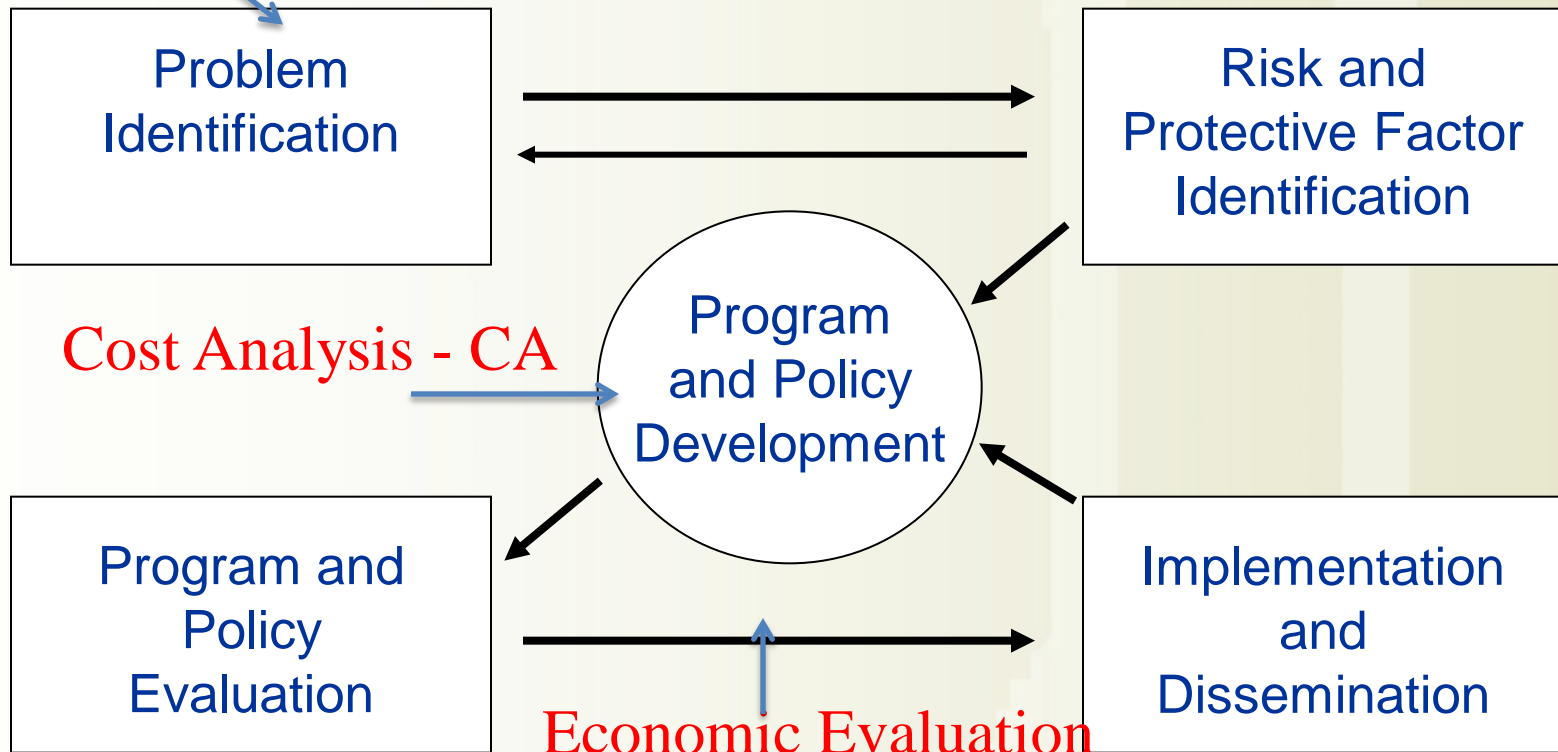 Problem
Identification
Risk and
Protective Factor
Identification
Cost Analysis - CA
Program
and Policy
Development
Program and
Policy
Evaluation
Implementation
and
Dissemination
Economic Evaluation